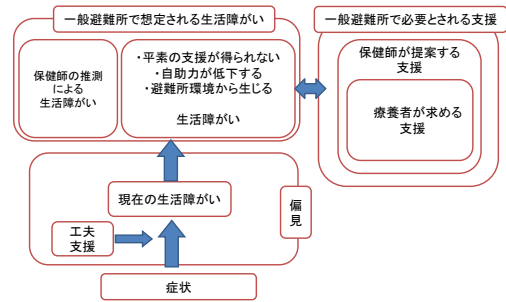 一般避難所で想定される生活障がい
保健師の推測
による
生活障がい
・平素の支援が得られない
・自助力が低下する
・避難所環境から生じる
生活障がい
一般避難所で必要とされる支援
保健師が提案する
支援
療養者が求める
支援
現在の生活障がい
偏
見
工夫
支援
症状